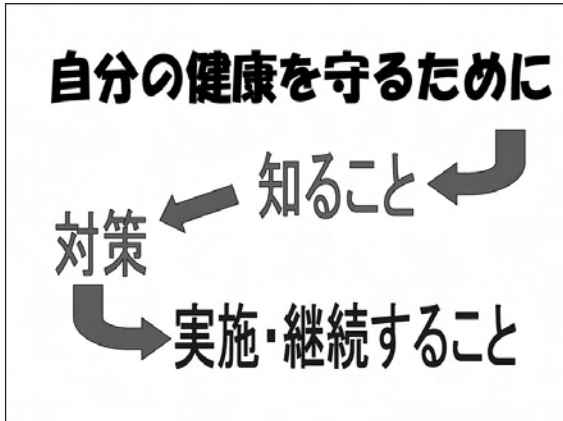 自分の健康を守るために
知ること
対策
実施・継続すること